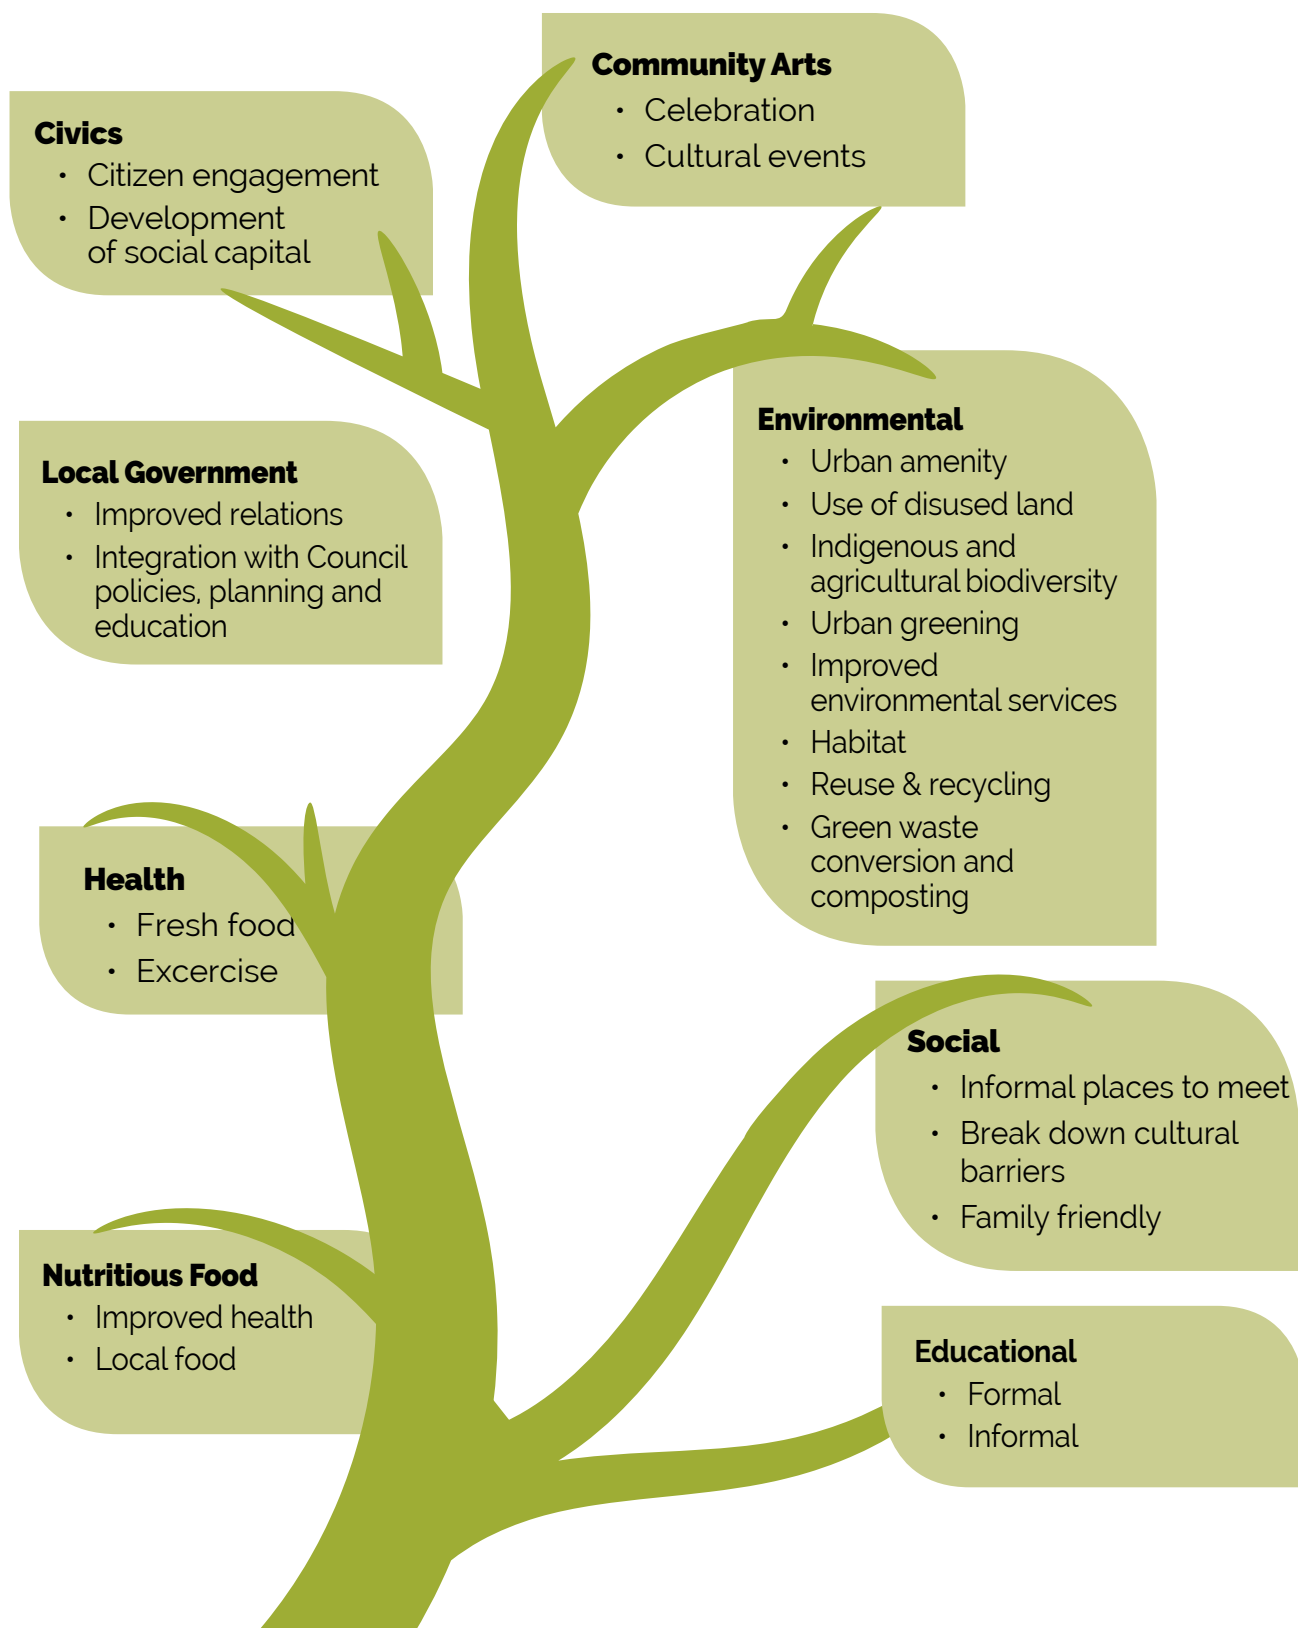 Community Arts
• Celebration
• Cultural events
Civics
• Citizen engagement
• Development
of social capital
Local Government
• Improved relations
• Integration with Council
policies, planning and
education
Environmental
• Urban amenity
• Use of disused land
• Indigenous and
agricultural biodiversity
• Urban greening
• Improved
environmental services
• Habitat
• Reuse & recycling
• Green waste
conversion and
composting
Health
• Fresh food
• Excercise
Social
• Informal places to meet
• Break down cultural
barriers
• Family friendly
Nutritious Food
• Improved health
• Local food
Educational
• Formal
• Informal